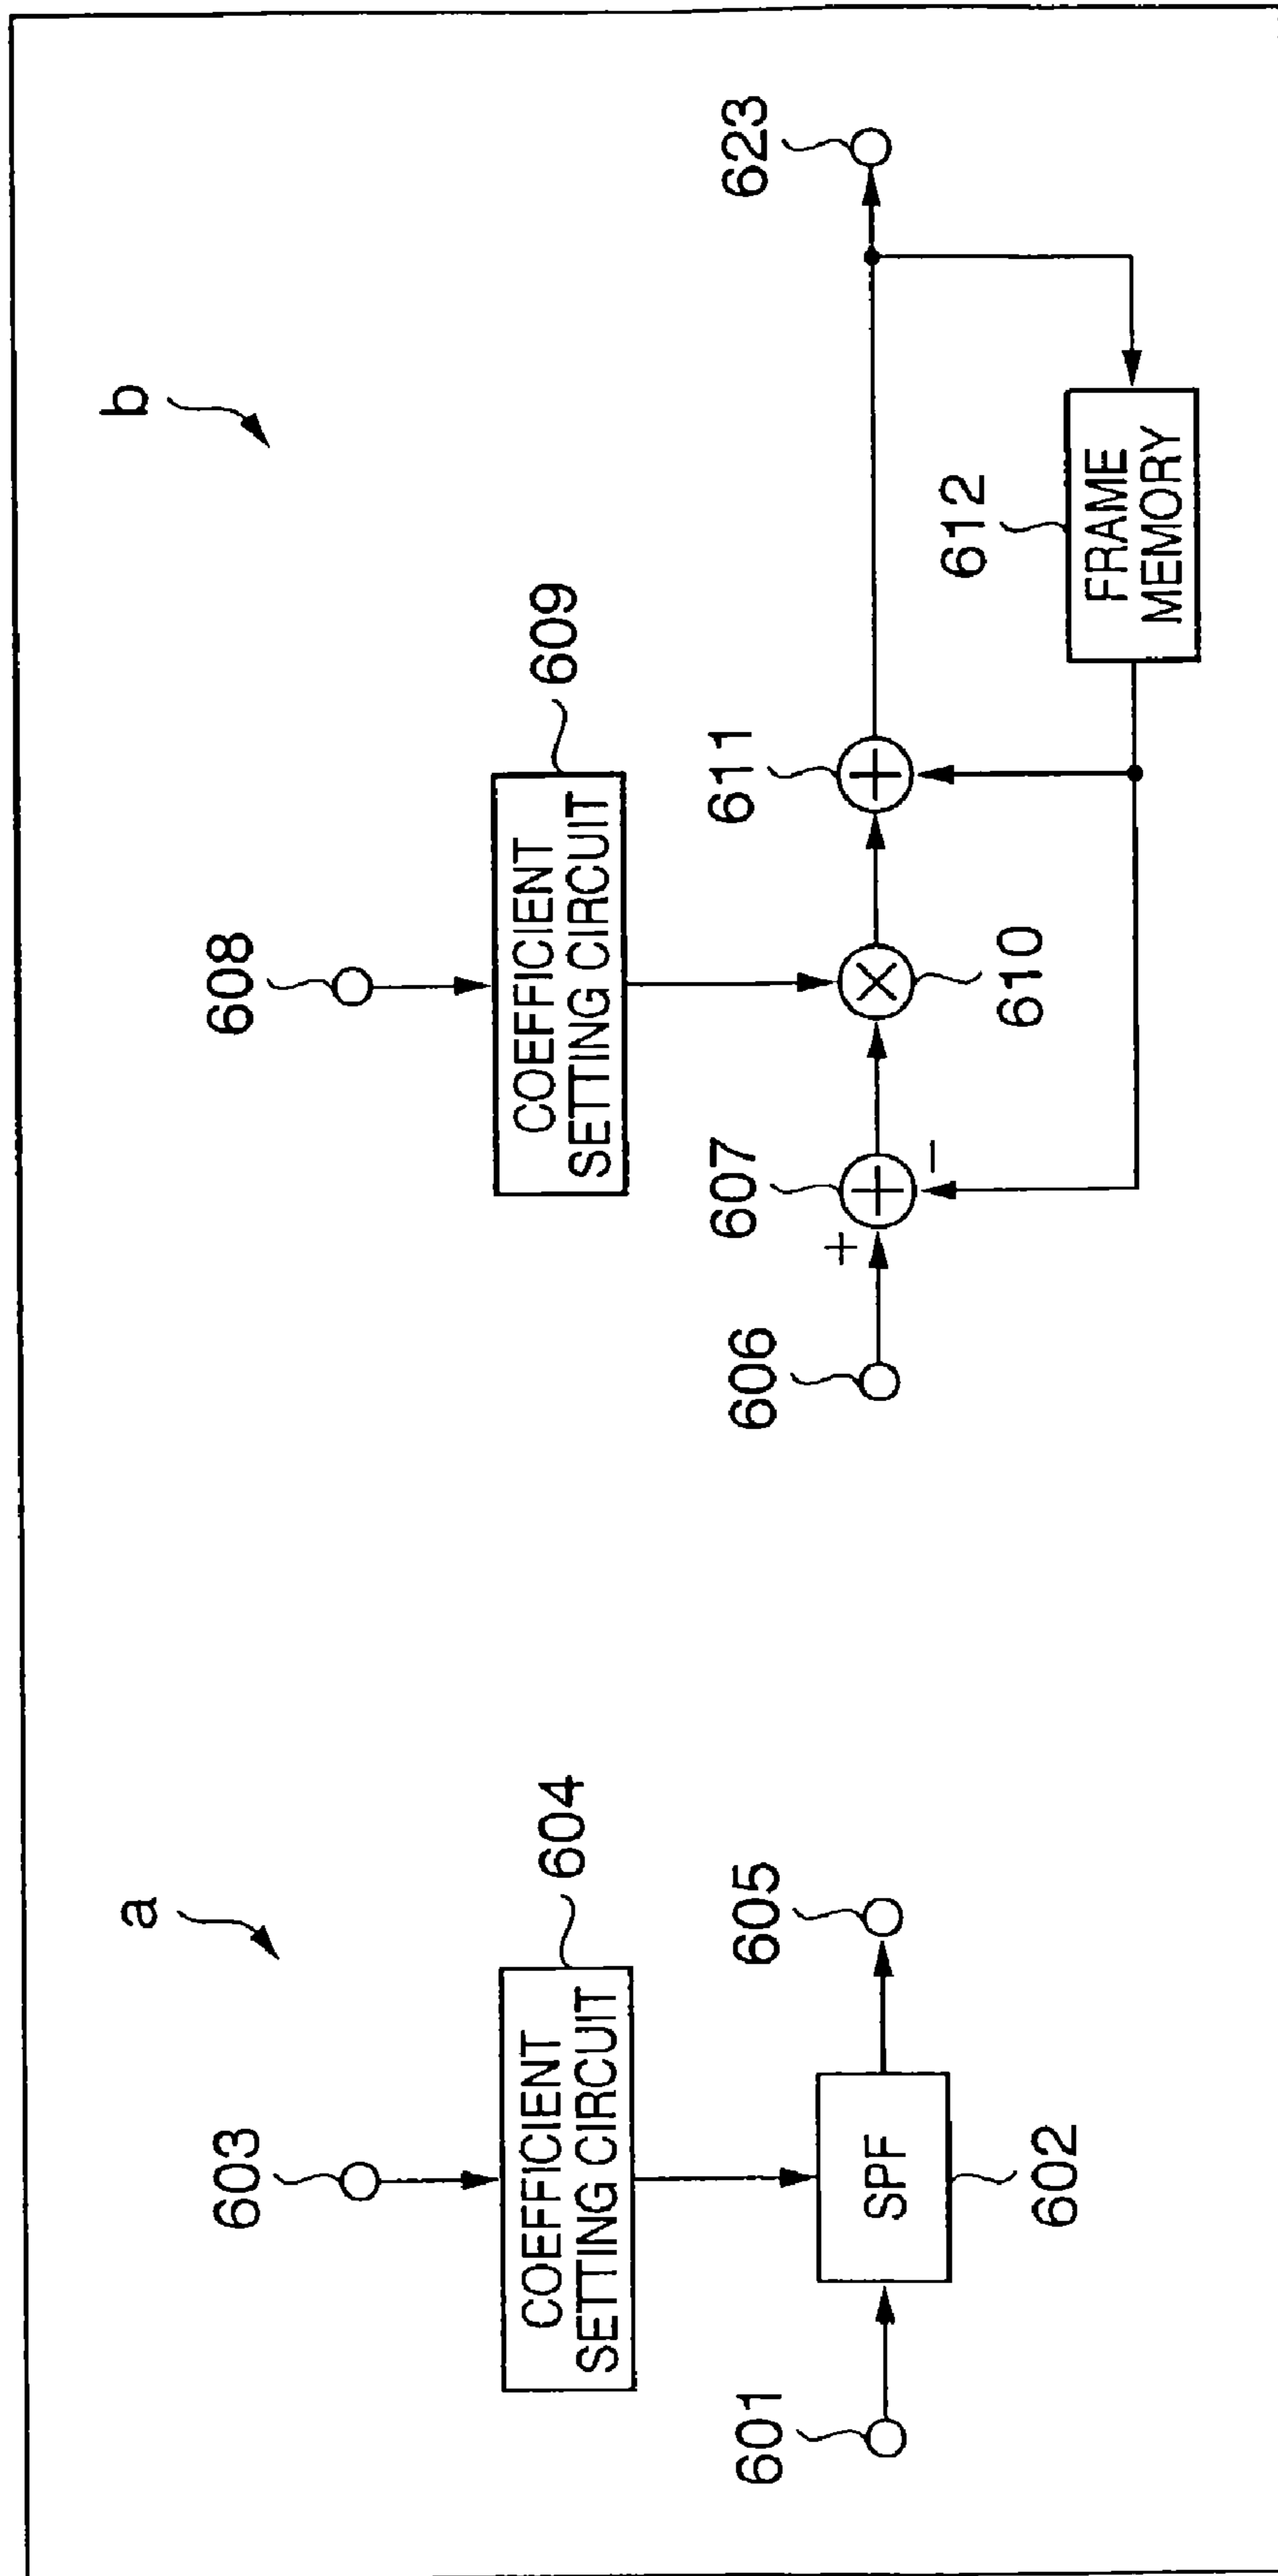 a
603
COEFFICIENT
SETTING CIRCUIT
604
601
SPF
602
605
b
608
COEFFICIENT
SETTING CIRCUIT
609
606
+
607
−
610
611
612
FRAME
MEMORY
623